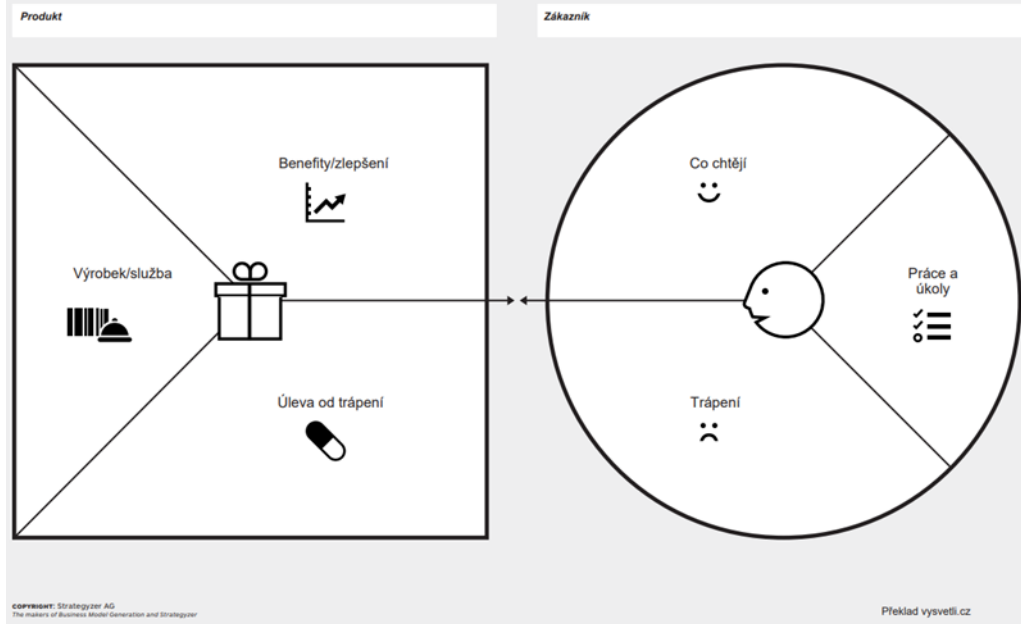 Produkt
Zákazník
Benefity/zlepšení
Výrobek/služba
Úleva od trápení
Co chtějí
Práce a
úkoly
Trápení
COPYRIGHT: Strategyzer AG
The makers of Business Model Generation and Strategyzer
Překlad vysvetli.cz